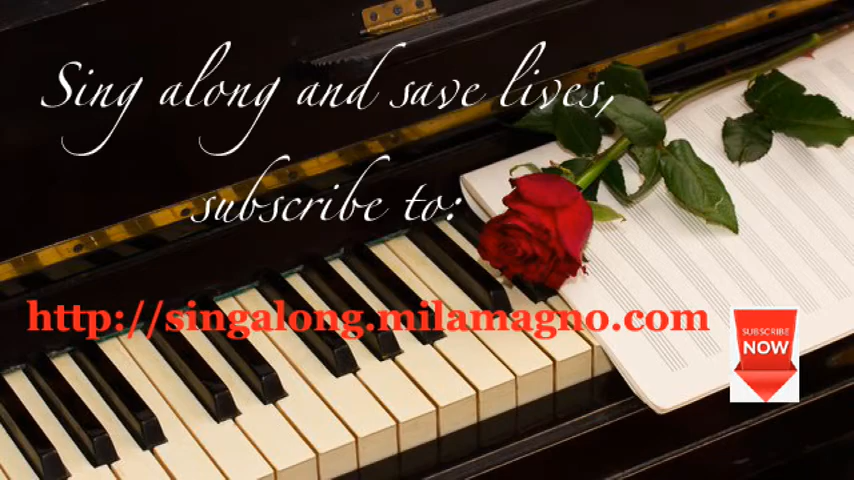 Sing along and save lives,
subscribe to:
http://singalong.milamagno.com
SUBSCRIBE
NOW